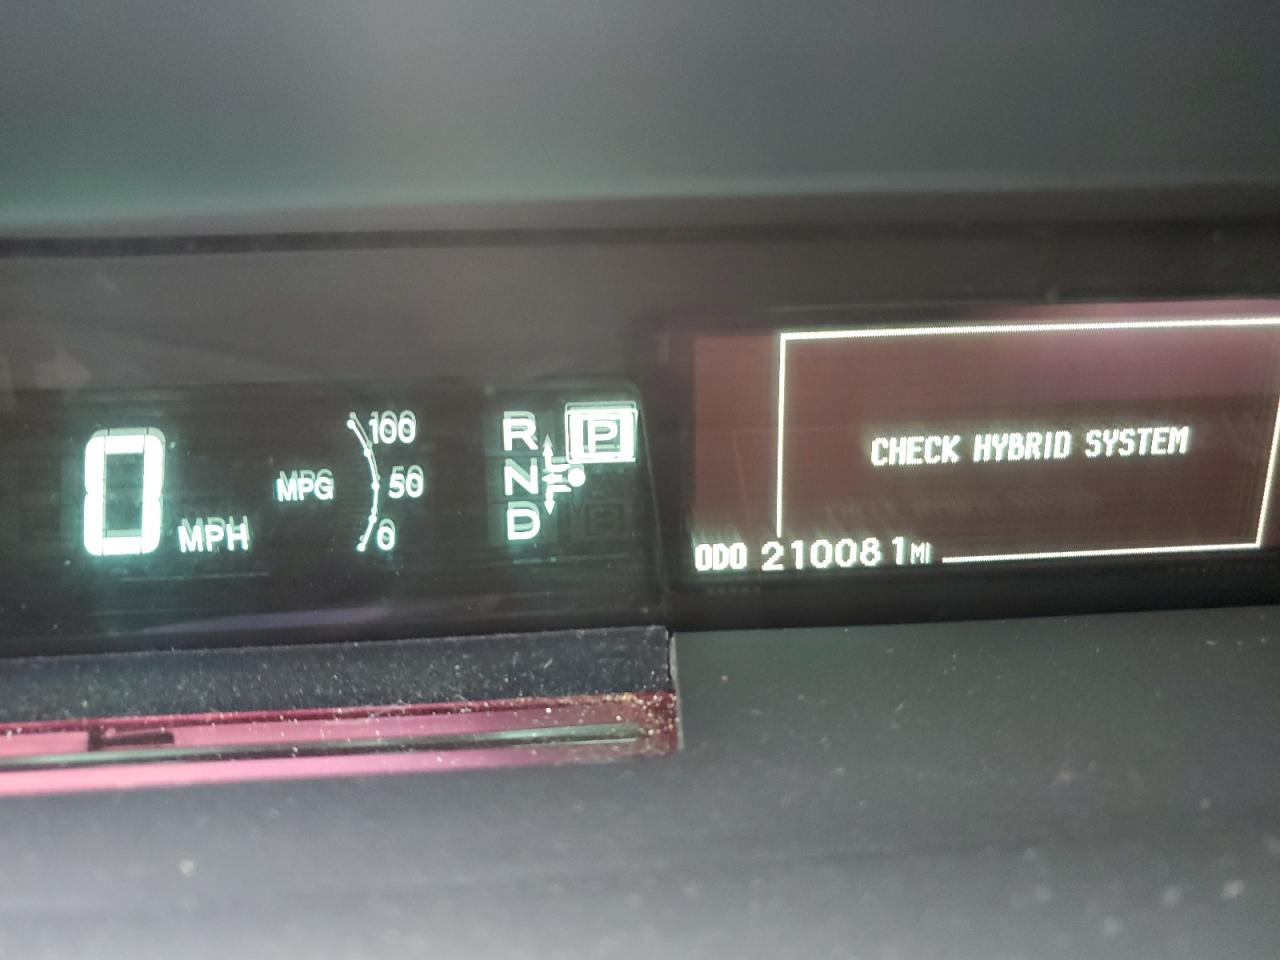 0 MPH
MPG
100
50
0
R
N
D
P
CHECK HYBRID SYSTEM
ODO 210081 MI